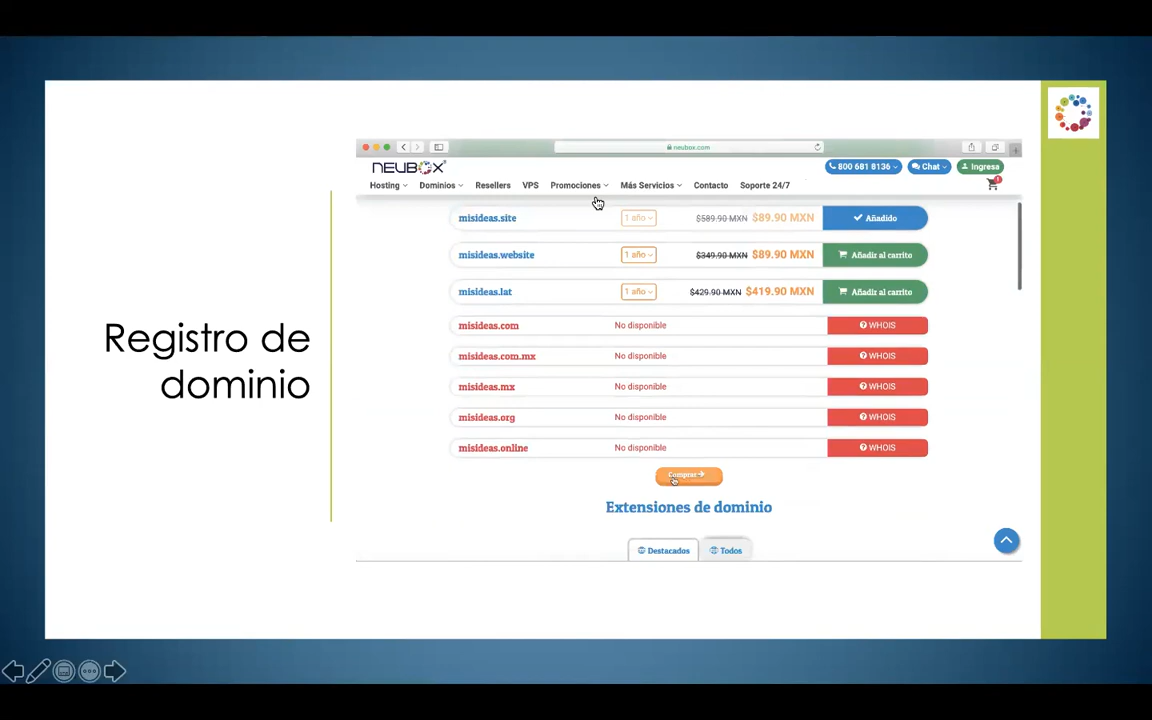 Registro de
dominio
neubox.com
NEUBOX
800 681 8136
Chat
Ingresa
Hosting
Dominios
Resellers
VPS
Promociones
Más Servicios
Contacto
Soporte 24/7
1
misideas.site 1 año $589.90 MXN $89.90 MXN Añadido
misideas.website 1 año $349.90 MXN $89.90 MXN Añadir al carrito
misideas.lat 1 año $429.90 MXN $419.90 MXN Añadir al carrito
misideas.com No disponible WHOIS
misideas.com.mx No disponible WHOIS
misideas.mx No disponible WHOIS
misideas.org No disponible WHOIS
misideas.online No disponible WHOIS
Comprar
Extensiones de dominio
Destacados
Todos